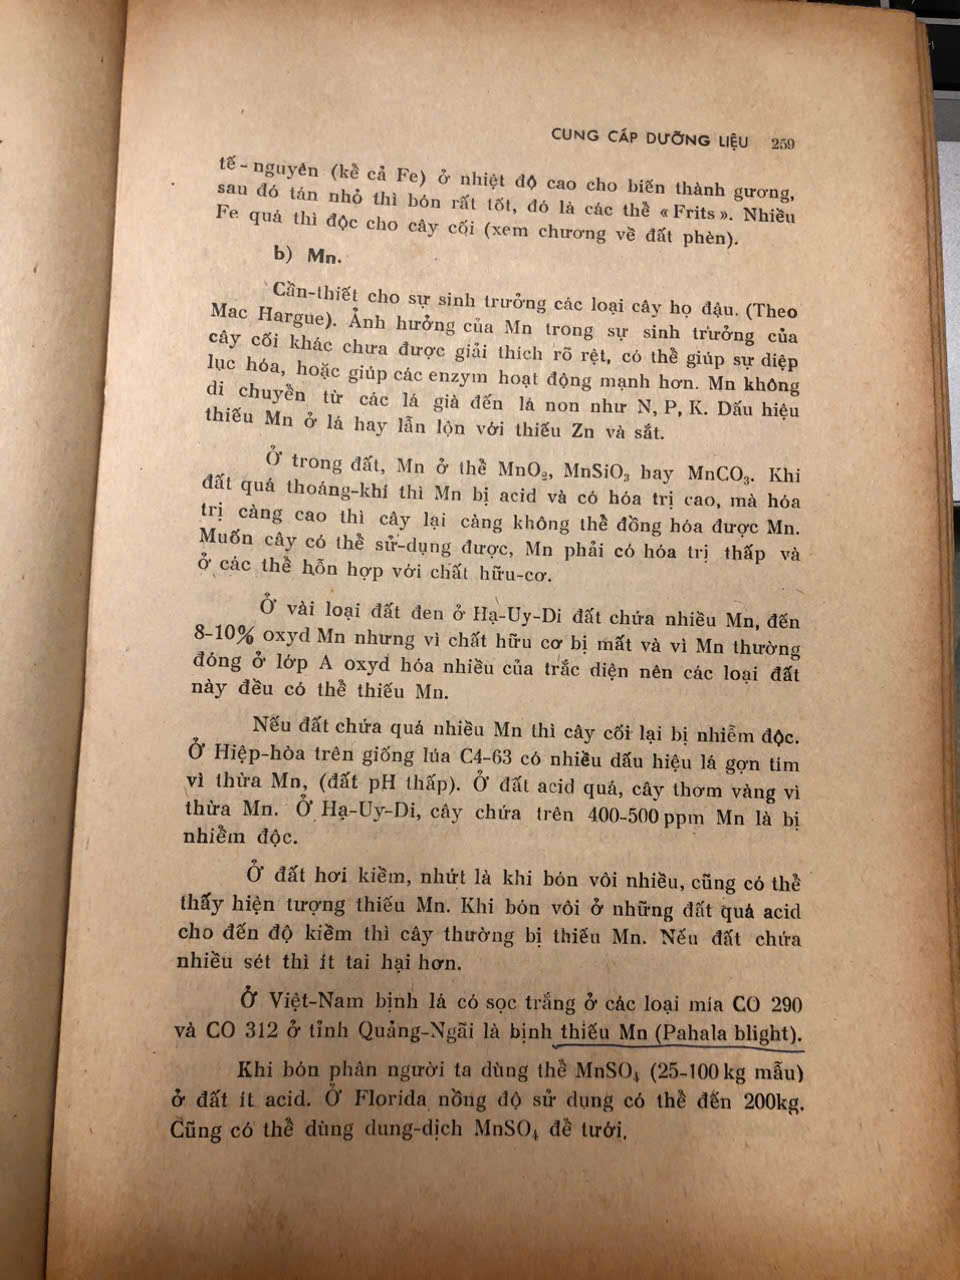 CUNG CẤP DƯỠNG LIỆU 259
tế-nguyên (kể cả Fe) ở nhiệt độ cao cho biến thành gương,
sau đó tán nhỏ thì bón rất tốt, đó là các thể «Frits». Nhiều
Fe quá thì độc cho cây cối (xem chương về đất phèn).
b) Mn.
Cần-thiết cho sự sinh trưởng các loại cây họ đậu. (Theo
Mac Hargue). Ảnh hưởng của Mn trong sự sinh trưởng của
cây cối khác chưa được giải thích rõ rệt, có thể giúp sự diệp
lục hóa, hoặc giúp các enzym hoạt động mạnh hơn. Mn không
di chuyển từ các lá già đến lá non như N, P, K. Dấu hiệu
thiếu Mn ở lá hay lẫn lộn với thiếu Zn và sắt.
Ở trong đất, Mn ở thể MnO₂, MnSiO₃ hay MnCO₃. Khi
đất quá thoáng-khí thì Mn bị acid và có hóa trị cao, mà hóa
trị càng cao thì cây lại càng không thể đồng hóa được Mn.
Muốn cây có thể sử-dụng được, Mn phải có hóa trị thấp và
ở các thể hỗn hợp với chất hữu-cơ.
Ở vài loại đất đen ở Hạ-Uy-Di đất chứa nhiều Mn, đến
8-10% oxyd Mn nhưng vì chất hữu cơ bị mất và vì Mn thường
đóng ở lớp A oxyd hóa nhiều của trắc diện nên các loại đất
này đều có thể thiếu Mn.
Nếu đất chứa quá nhiều Mn thì cây cối lại bị nhiễm độc.
Ở Hiệp-hòa trên giống lúa C4-63 có nhiều dấu hiệu lá gợn tím
vì thừa Mn, (đất pH thấp). Ở đất acid quá, cây thơm vàng vì
thừa Mn. Ở Hạ-Uy-Di, cây chứa trên 400-500 ppm Mn là bị
nhiễm độc.
Ở đất hơi kiềm, nhứt là khi bón vôi nhiều, cũng có thể
thấy hiện tượng thiếu Mn. Khi bón vôi ở những đất quá acid
cho đến độ kiềm thì cây thường bị thiếu Mn. Nếu đất chứa
nhiều sét thì ít tai hại hơn.
Ở Việt-Nam bịnh lá có sọc trắng ở các loại mía CO 290
và CO 312 ở tỉnh Quảng-Ngãi là bịnh thiếu Mn (Pahala blight).
Khi bón phân người ta dùng thể MnSO₄ (25-100 kg mẫu)
ở đất ít acid. Ở Florida nồng độ sử dụng có thể đến 200kg.
Cũng có thể dùng dung-dịch MnSO₄ để tưới.